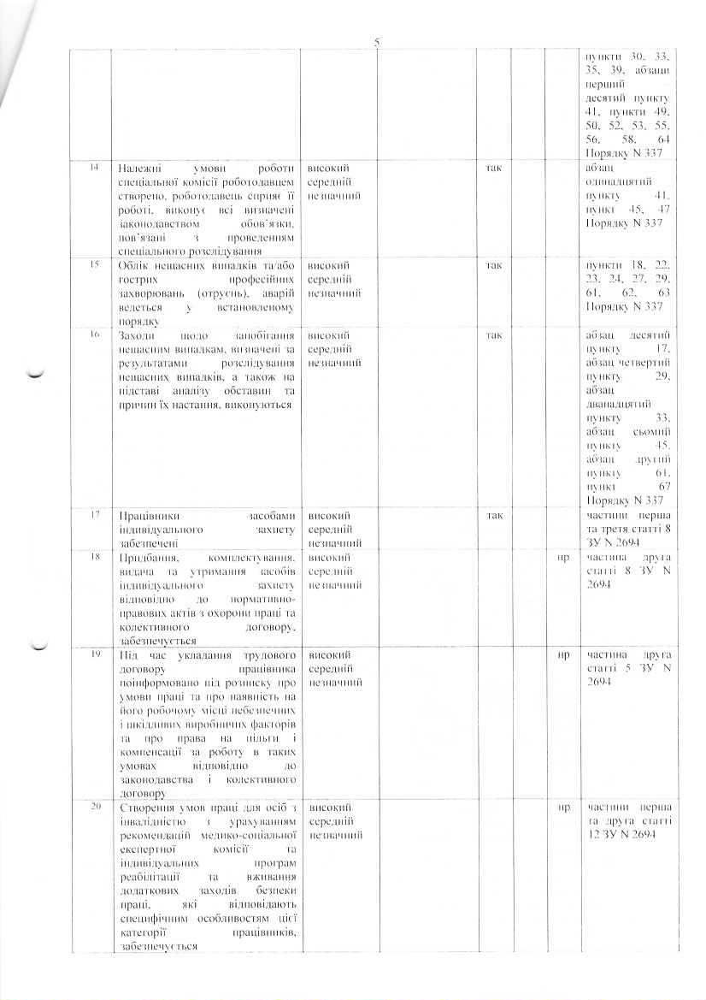 5
пункти 30, 33,
35, 39, абзаци
перший
десятий пункту
41, пункти 49,
50, 52, 53, 55,
56, 58, 64
Порядку N 337
14 Належні умови роботи високий так абзац
спеціальної комісії роботодавцем середній одинадцятий
створено, роботодавець сприяє її незначний пункту 41,
роботі, виконує всі визначені пункт 45, 47
законодавством обов'язки, Порядку N 337
пов'язані з проведенням
спеціального розслідування
15 Облік нещасних випадків та/або високий так пункти 18, 22,
гострих професійних середній 23, 24, 27, 29,
захворювань (отруєнь), аварій незначний 61, 62, 63
ведеться у встановленому Порядку N 337
порядку
16 Заходи щодо запобігання високий так абзац десятий
нещасним випадкам, визначені за середній пункту 17,
результатами розслідування незначний абзац четвертий
нещасних випадків, а також на пункту 29,
підставі аналізу обставин та абзац
причин їх настання, виконуються дванадцятий
пункту 33,
абзац сьомий
пункту 45,
абзац другий
пункту 61,
пункт 67
Порядку N 337
17 Працівники засобами високий так частини перша
індивідуального захисту середній та третя статті 8
забезпечені незначний ЗУ N 2694
18 Придбання, комплектування, високий нр частина друга
видача та утримання засобів середній статті 8 ЗУ N
індивідуального захисту незначний 2694
відповідно до нормативно-
правових актів з охорони праці та
колективного договору,
забезпечується
19 Під час укладання трудового високий нр частина друга
договору працівника середній статті 5 ЗУ N
поінформовано під розписку про незначний 2694
умови праці та про наявність на
його робочому місці небезпечних
і шкідливих виробничих факторів
та про права на пільги і
компенсації за роботу в таких
умовах відповідно до
законодавства і колективного
договору
20 Створення умов праці для осіб з високий нр частини перша
інвалідністю з урахуванням середній та друга статті
рекомендацій медико-соціальної незначний 12 ЗУ N 2694
експертної комісії та
індивідуальних програм
реабілітації та вживання
додаткових заходів безпеки
праці, які відповідають
специфічним особливостям цієї
категорії працівників,
забезпечується